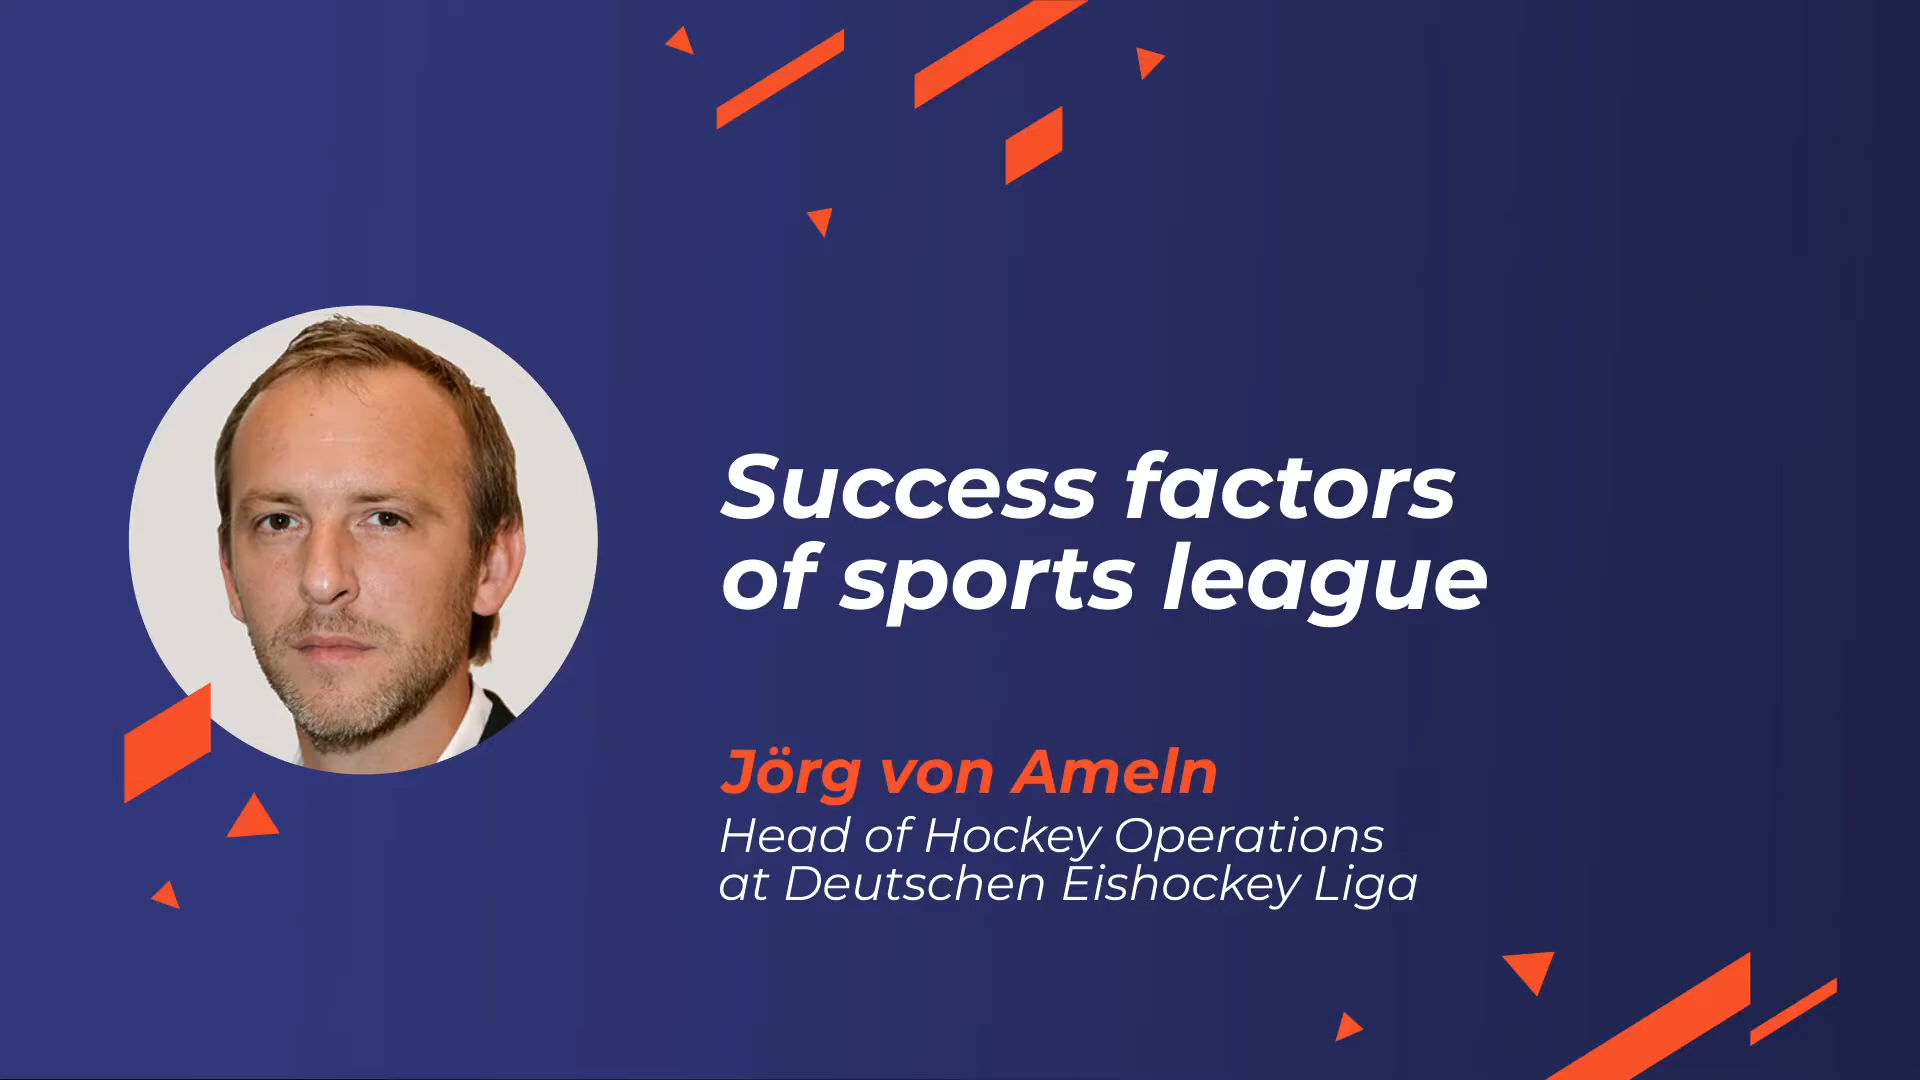 Success factors
of sports league
Jörg von Ameln
Head of Hockey Operations
at Deutschen Eishockey Liga